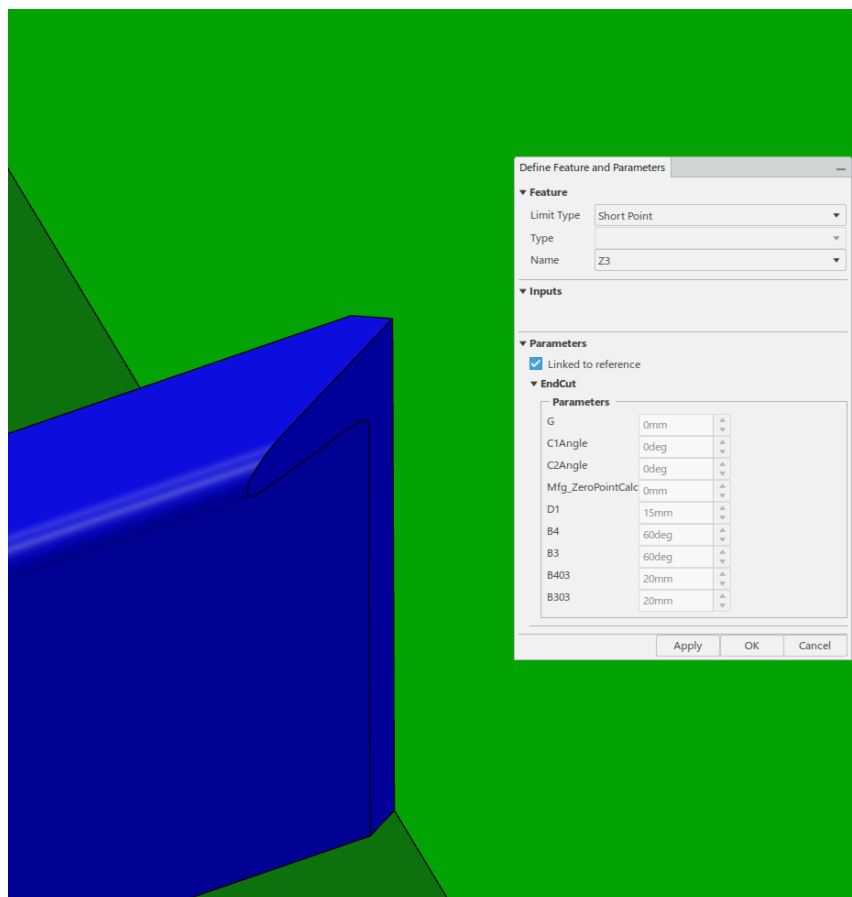 Define Feature and Parameters
Feature
Limit Type Short Point
Type
Name Z3
Inputs
Parameters
Linked to reference
EndCut
Parameters
G 0mm
C1Angle 0deg
C2Angle 0deg
Mfg_ZeroPointCalc 0mm
D1 15mm
B4 60deg
B3 60deg
B403 20mm
B303 20mm
Apply OK Cancel